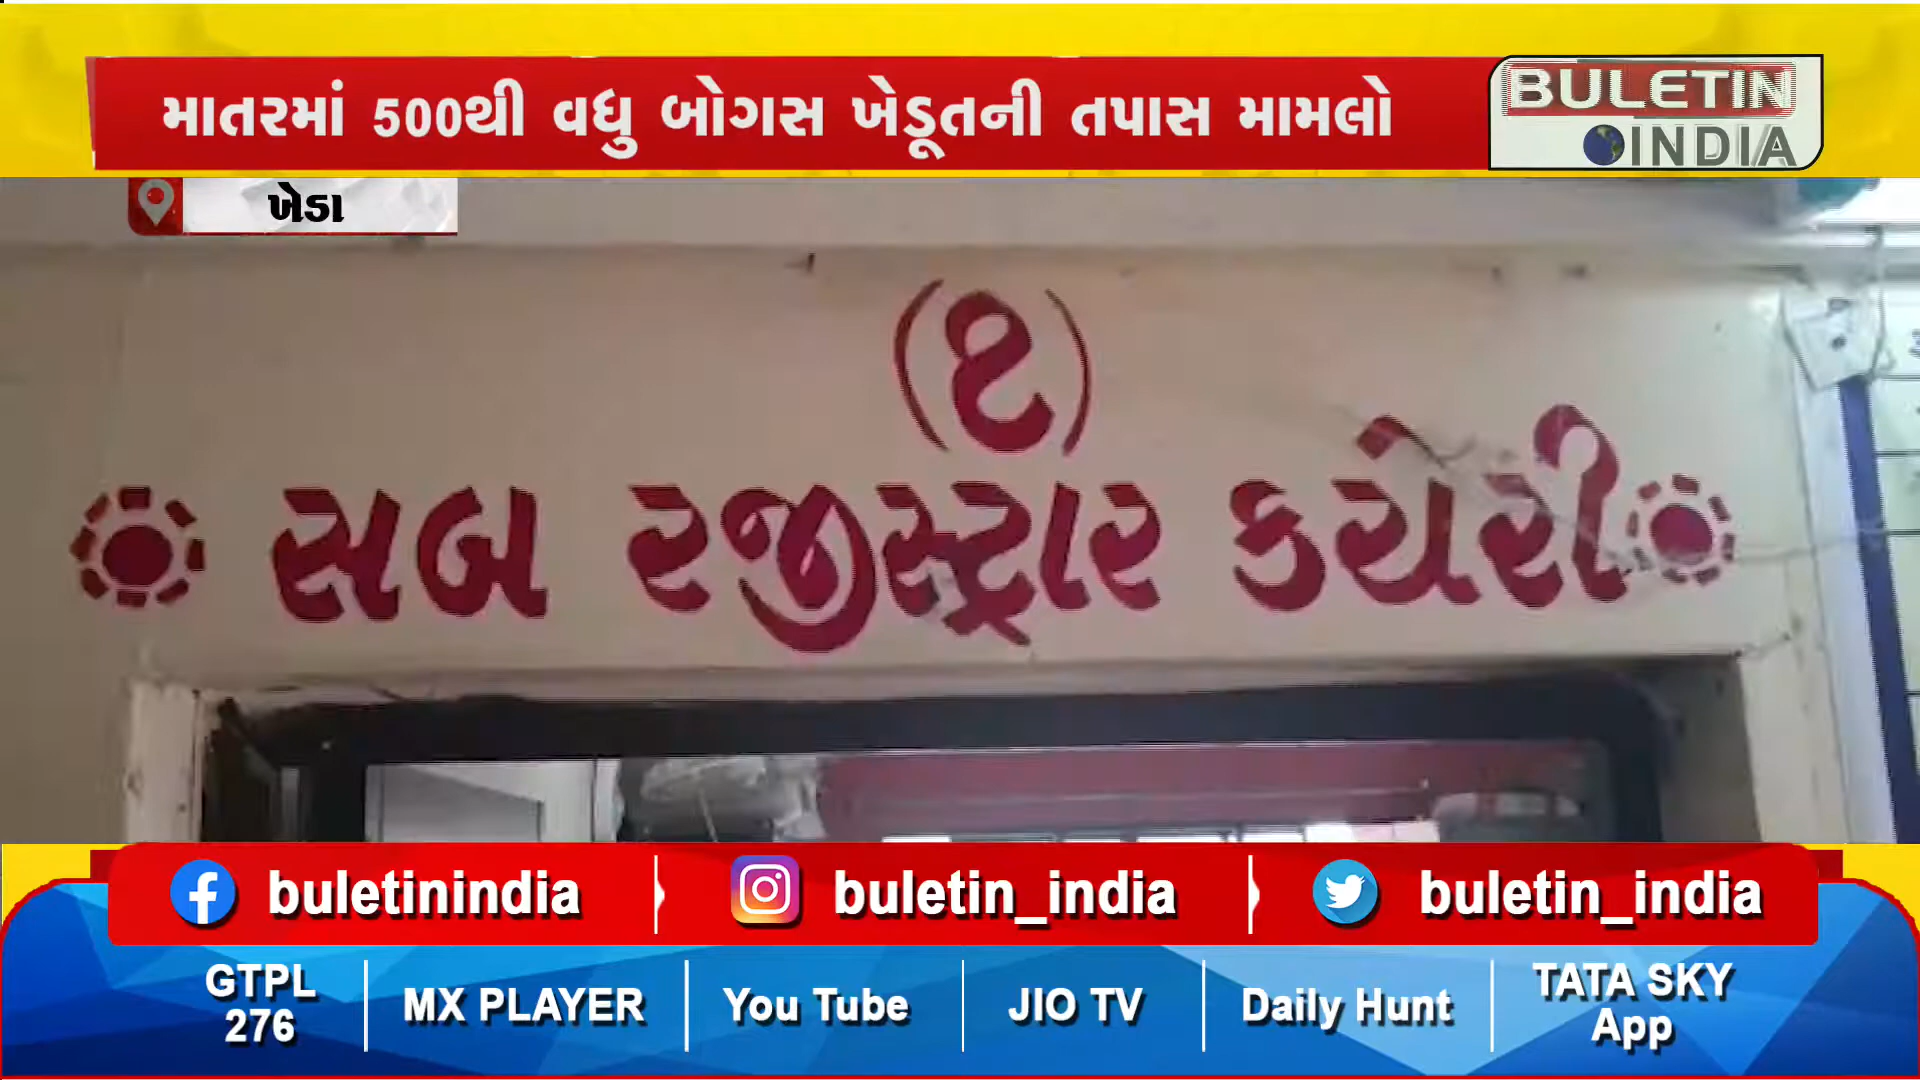 માતરમાં 500થી વધુ બોગસ ખેડૂતની તપાસ મામલો
BULETIN
INDIA
ખેડા
(૯)
સબ રજીસ્ટ્રાર કચેરી
buletinindia
buletin_india
buletin_india
GTPL
276
MX PLAYER
You Tube
JIO TV
Daily Hunt
TATA SKY
App